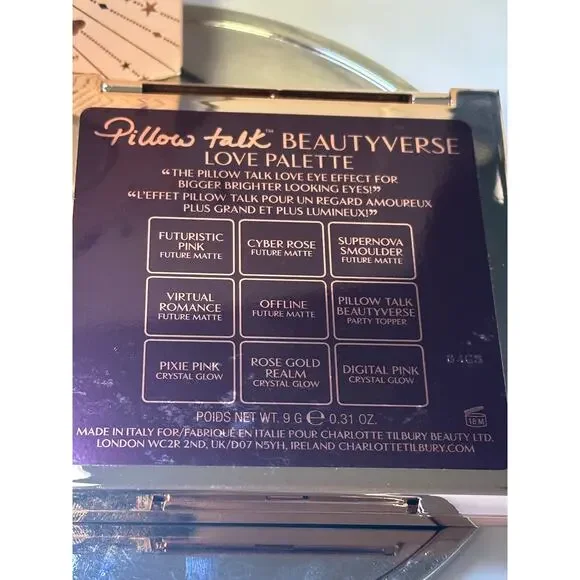 Pillow talk™ BEAUTYVERSE
LOVE PALETTE
“THE PILLOW TALK LOVE EYE EFFECT FOR
BIGGER BRIGHTER LOOKING EYES!”
“L'EFFET PILLOW TALK POUR UN REGARD AMOUREUX
PLUS GRAND ET PLUS LUMINEUX!”
FUTURISTIC
PINK
FUTURE MATTE
CYBER ROSE
FUTURE MATTE
SUPERNOVA
SMOULDER
FUTURE MATTE
VIRTUAL
ROMANCE
FUTURE MATTE
OFFLINE
FUTURE MATTE
PILLOW TALK
BEAUTYVERSE
PARTY TOPPER
PIXIE PINK
CRYSTAL GLOW
ROSE GOLD
REALM
CRYSTAL GLOW
DIGITAL PINK
CRYSTAL GLOW
POIDS NET WT. 9 G ℮ 0.31 OZ.
18M
MADE IN ITALY FOR/FABRIQUÉ EN ITALIE POUR CHARLOTTE TILBURY BEAUTY LTD.
LONDON WC2R 2ND, UK/D07 N5YH, IRELAND CHARLOTTETILBURY.COM